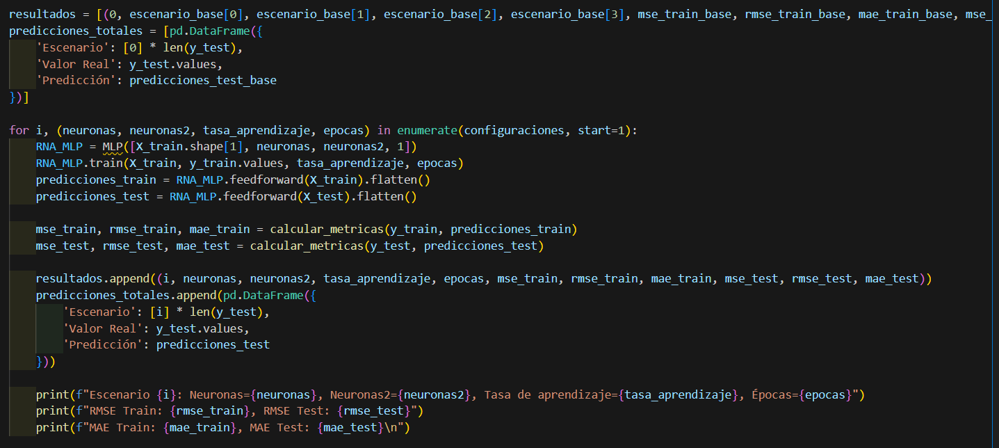 resultados = [(0, escenario_base[0], escenario_base[1], escenario_base[2], escenario_base[3], mse_train_base, rmse_train_base, mae_train_base, mse_
predicciones_totales = [pd.DataFrame({
    'Escenario': [0] * len(y_test),
    'Valor Real': y_test.values,
    'Predicción': predicciones_test_base
})]

for i, (neuronas, neuronas2, tasa_aprendizaje, epocas) in enumerate(configuraciones, start=1):
    RNA_MLP = MLP([X_train.shape[1], neuronas, neuronas2, 1])
    RNA_MLP.train(X_train, y_train.values, tasa_aprendizaje, epocas)
    predicciones_train = RNA_MLP.feedforward(X_train).flatten()
    predicciones_test = RNA_MLP.feedforward(X_test).flatten()

    mse_train, rmse_train, mae_train = calcular_metricas(y_train, predicciones_train)
    mse_test, rmse_test, mae_test = calcular_metricas(y_test, predicciones_test)

    resultados.append((i, neuronas, neuronas2, tasa_aprendizaje, epocas, mse_train, rmse_train, mae_train, mse_test, rmse_test, mae_test))
    predicciones_totales.append(pd.DataFrame({
        'Escenario': [i] * len(y_test),
        'Valor Real': y_test.values,
        'Predicción': predicciones_test
    }))

    print(f"Escenario {i}: Neuronas={neuronas}, Neuronas2={neuronas2}, Tasa de aprendizaje={tasa_aprendizaje}, Épocas={epocas}")
    print(f"RMSE Train: {rmse_train}, RMSE Test: {rmse_test}")
    print(f"MAE Train: {mae_train}, MAE Test: {mae_test}\n")